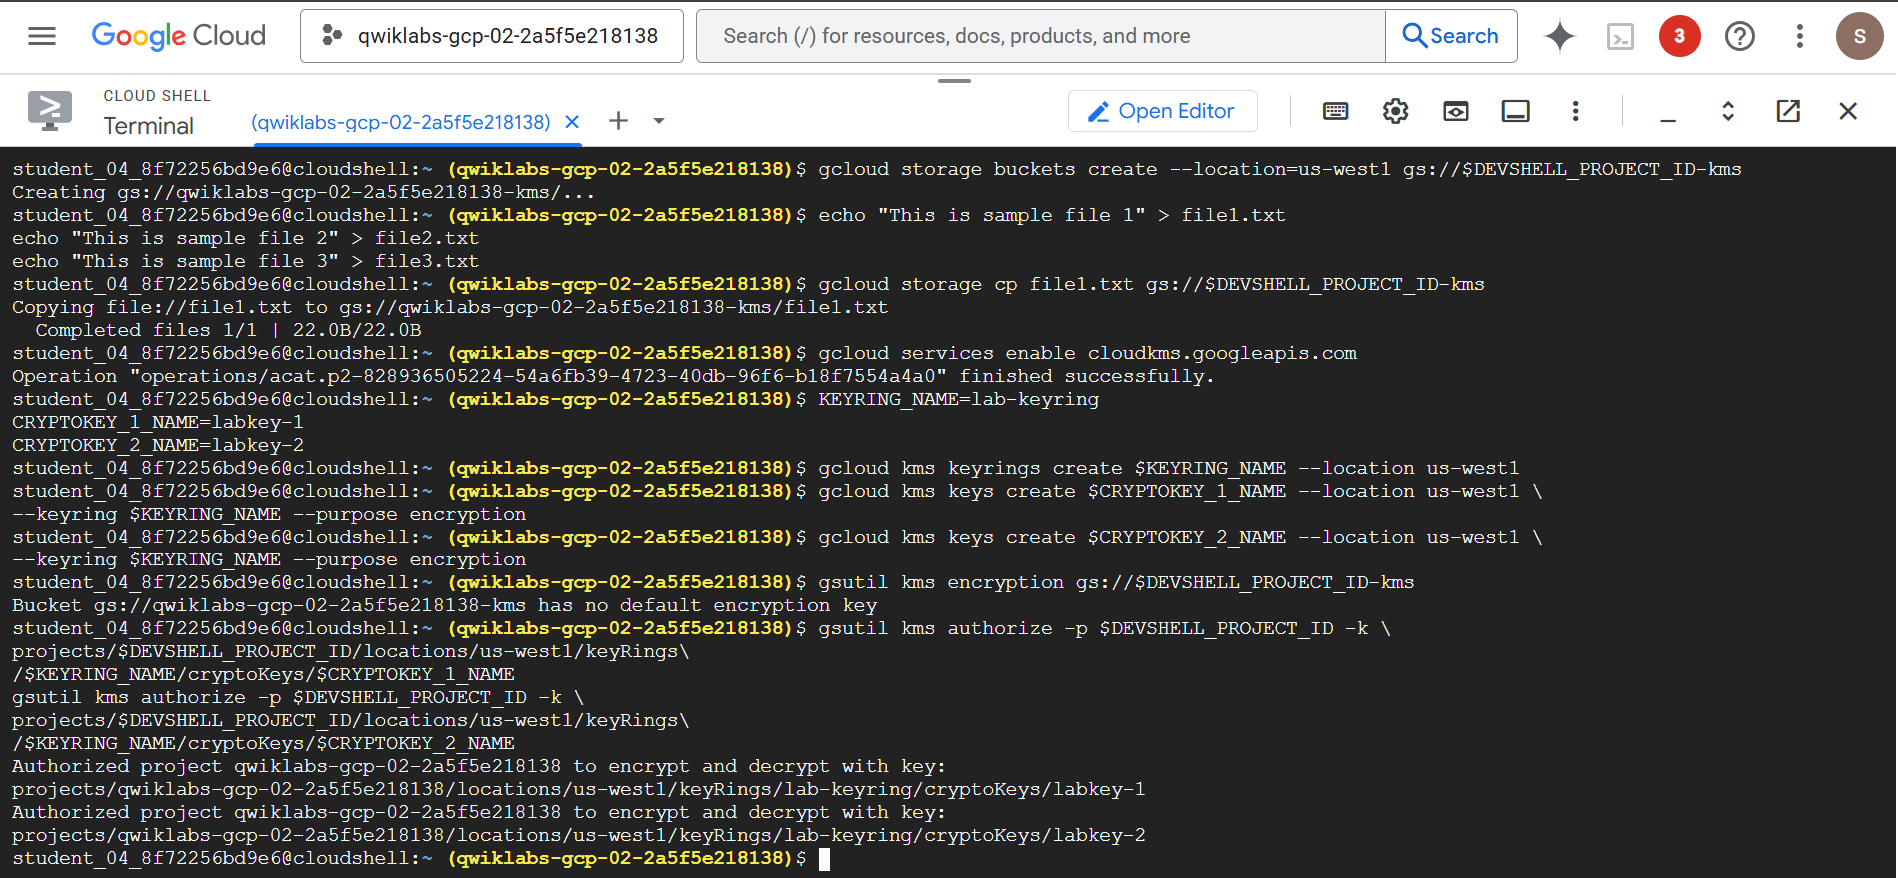 Google Cloud
qwiklabs-gcp-02-2a5f5e218138
Search (/) for resources, docs, products, and more
Search
3
S
CLOUD SHELL
Terminal
(qwiklabs-gcp-02-2a5f5e218138)
Open Editor
student_04_8f72256bd9e6@cloudshell:~ (qwiklabs-gcp-02-2a5f5e218138)$ gcloud storage buckets create --location=us-west1 gs://$DEVSHELL_PROJECT_ID-kms
Creating gs://qwiklabs-gcp-02-2a5f5e218138-kms/...
student_04_8f72256bd9e6@cloudshell:~ (qwiklabs-gcp-02-2a5f5e218138)$ echo "This is sample file 1" > file1.txt
echo "This is sample file 2" > file2.txt
echo "This is sample file 3" > file3.txt
student_04_8f72256bd9e6@cloudshell:~ (qwiklabs-gcp-02-2a5f5e218138)$ gcloud storage cp file1.txt gs://$DEVSHELL_PROJECT_ID-kms
Copying file://file1.txt to gs://qwiklabs-gcp-02-2a5f5e218138-kms/file1.txt
  Completed files 1/1 | 22.0B/22.0B
student_04_8f72256bd9e6@cloudshell:~ (qwiklabs-gcp-02-2a5f5e218138)$ gcloud services enable cloudkms.googleapis.com
Operation "operations/acat.p2-828936505224-54a6fb39-4723-40db-96f6-b18f7554a4a0" finished successfully.
student_04_8f72256bd9e6@cloudshell:~ (qwiklabs-gcp-02-2a5f5e218138)$ KEYRING_NAME=lab-keyring
CRYPTOKEY_1_NAME=labkey-1
CRYPTOKEY_2_NAME=labkey-2
student_04_8f72256bd9e6@cloudshell:~ (qwiklabs-gcp-02-2a5f5e218138)$ gcloud kms keyrings create $KEYRING_NAME --location us-west1
student_04_8f72256bd9e6@cloudshell:~ (qwiklabs-gcp-02-2a5f5e218138)$ gcloud kms keys create $CRYPTOKEY_1_NAME --location us-west1 \
--keyring $KEYRING_NAME --purpose encryption
student_04_8f72256bd9e6@cloudshell:~ (qwiklabs-gcp-02-2a5f5e218138)$ gcloud kms keys create $CRYPTOKEY_2_NAME --location us-west1 \
--keyring $KEYRING_NAME --purpose encryption
student_04_8f72256bd9e6@cloudshell:~ (qwiklabs-gcp-02-2a5f5e218138)$ gsutil kms encryption gs://$DEVSHELL_PROJECT_ID-kms
Bucket gs://qwiklabs-gcp-02-2a5f5e218138-kms has no default encryption key
student_04_8f72256bd9e6@cloudshell:~ (qwiklabs-gcp-02-2a5f5e218138)$ gsutil kms authorize -p $DEVSHELL_PROJECT_ID -k \
projects/$DEVSHELL_PROJECT_ID/locations/us-west1/keyRings\
/$KEYRING_NAME/cryptoKeys/$CRYPTOKEY_1_NAME
gsutil kms authorize -p $DEVSHELL_PROJECT_ID -k \
projects/$DEVSHELL_PROJECT_ID/locations/us-west1/keyRings\
/$KEYRING_NAME/cryptoKeys/$CRYPTOKEY_2_NAME
Authorized project qwiklabs-gcp-02-2a5f5e218138 to encrypt and decrypt with key:
projects/qwiklabs-gcp-02-2a5f5e218138/locations/us-west1/keyRings/lab-keyring/cryptoKeys/labkey-1
Authorized project qwiklabs-gcp-02-2a5f5e218138 to encrypt and decrypt with key:
projects/qwiklabs-gcp-02-2a5f5e218138/locations/us-west1/keyRings/lab-keyring/cryptoKeys/labkey-2
student_04_8f72256bd9e6@cloudshell:~ (qwiklabs-gcp-02-2a5f5e218138)$